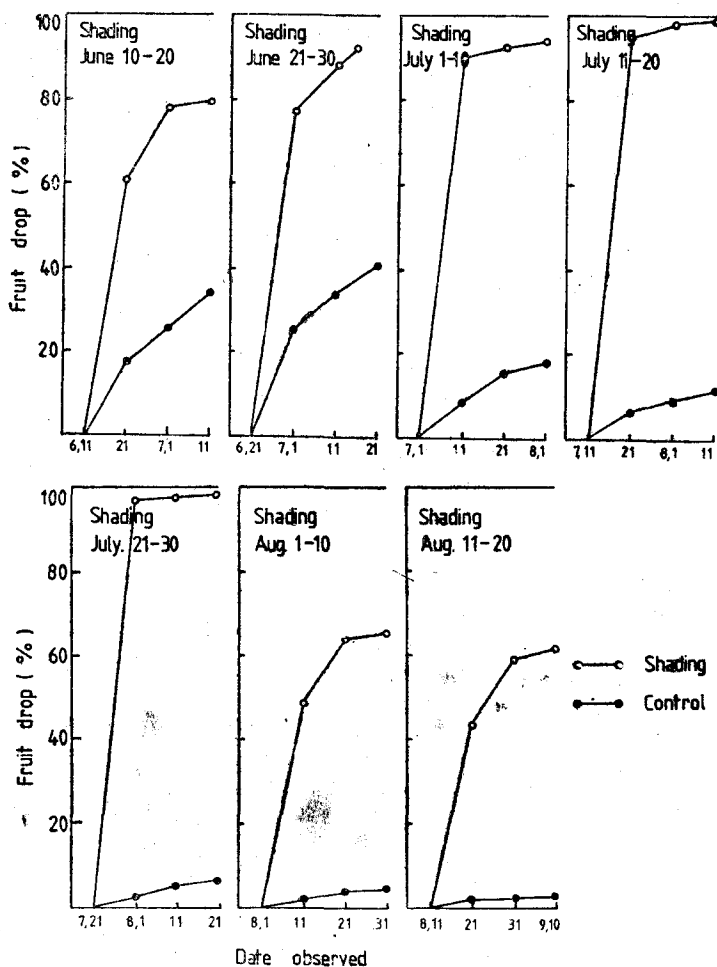 100
80
60
40
20
Fruit drop ( % )
Shading
June 10-20
6,11 21 7,1 11
Shading
June 21-30
6,21 7,1 11 21
Shading
July 1-10
7,1 11 21 8,1
Shading
July 11-20
7,11 21 8,1 11
100
80
60
40
20
Fruit drop ( % )
Shading
July. 21-30
7,21 8,1 11 21
Shading
Aug. 1-10
8,1 11 21 31
Shading
Aug. 11-20
8,11 21 31 9,10
Shading
Control
Date observed